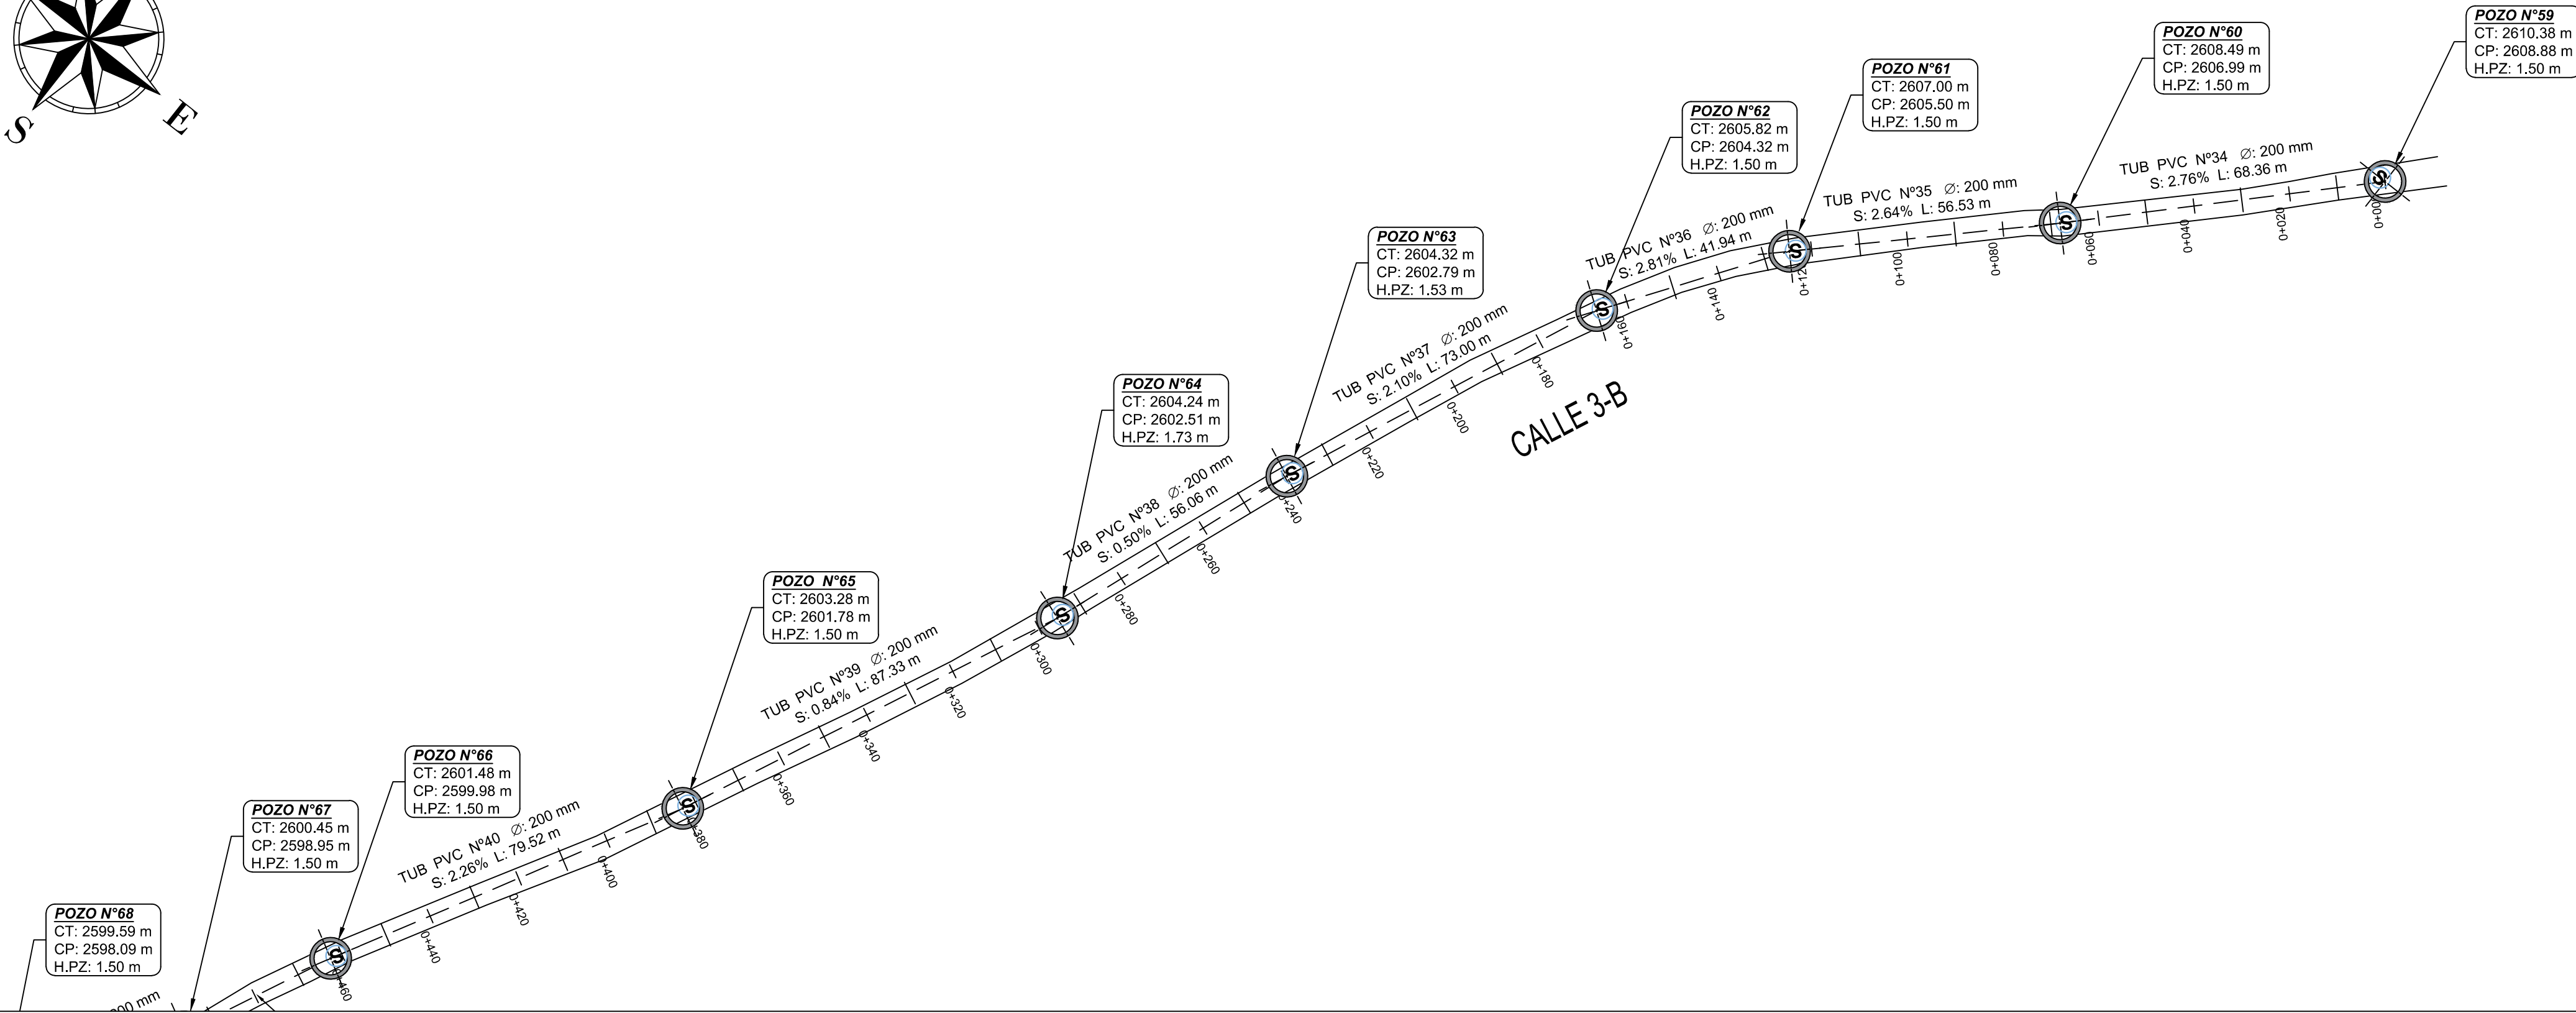 S
E
POZO N°59
CT: 2610.38 m
CP: 2608.88 m
H.PZ: 1.50 m
POZO N°60
CT: 2608.49 m
CP: 2606.99 m
H.PZ: 1.50 m
POZO N°61
CT: 2607.00 m
CP: 2605.50 m
H.PZ: 1.50 m
POZO N°62
CT: 2605.82 m
CP: 2604.32 m
H.PZ: 1.50 m
POZO N°63
CT: 2604.32 m
CP: 2602.79 m
H.PZ: 1.53 m
POZO N°64
CT: 2604.24 m
CP: 2602.51 m
H.PZ: 1.73 m
POZO N°65
CT: 2603.28 m
CP: 2601.78 m
H.PZ: 1.50 m
POZO N°66
CT: 2601.48 m
CP: 2599.98 m
H.PZ: 1.50 m
POZO N°67
CT: 2600.45 m
CP: 2598.95 m
H.PZ: 1.50 m
POZO N°68
CT: 2599.59 m
CP: 2598.09 m
H.PZ: 1.50 m
TUB PVC Nº34 Ø: 200 mm
S: 2.76% L: 68.36 m
TUB PVC Nº35 Ø: 200 mm
S: 2.64% L: 56.53 m
TUB PVC Nº36 Ø: 200 mm
S: 2.81% L: 41.94 m
TUB PVC Nº37 Ø: 200 mm
S: 2.10% L: 73.00 m
TUB PVC Nº38 Ø: 200 mm
S: 0.50% L: 56.06 m
TUB PVC Nº39 Ø: 200 mm
S: 0.84% L: 87.33 m
TUB PVC Nº40 Ø: 200 mm
S: 2.26% L: 79.52 m
mm
CALLE 3-B
S
S
S
S
S
S
S
S
0+020
0+040
0+060
0+080
0+100
0+140
0+160
0+180
0+200
0+220
0+240
0+260
0+280
0+300
0+320
0+340
0+360
0+380
0+400
0+420
0+440
0+460